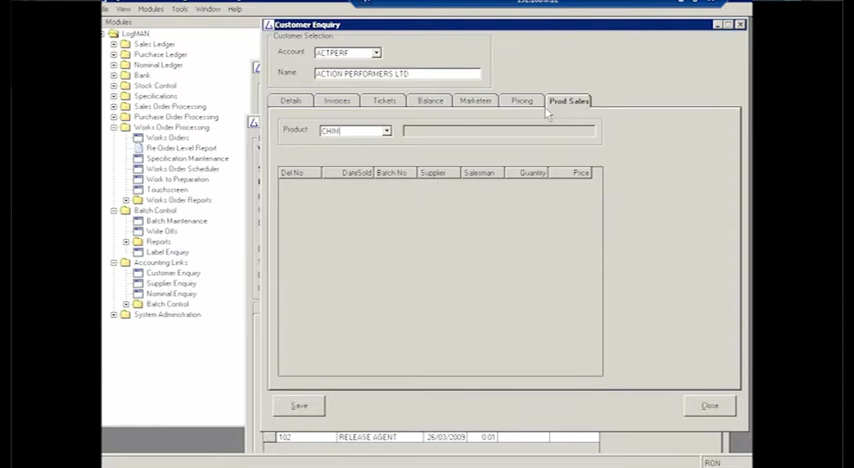 View Modules Tools Window Help
Modules
LogMAN
Sales Ledger
Purchase Ledger
Nominal Ledger
Bank
Stock Control
Specifications
Sales Order Processing
Purchase Order Processing
Works Order Processing
Works Orders
Re-Order Level Report
Specification Maintenance
Works Order Scheduler
Work to Preparation
Touchscreen
Works Order Reports
Batch Control
Batch Maintenance
Write Offs
Reports
Label Enquiry
Accounting Links
Customer Enquiry
Supplier Enquiry
Nominal Enquiry
Batch Control
System Administration
Customer Enquiry
Customer Selection
Account ACTPERF
Name ACTION PERFORMERS LTD
Details Invoices Tickets Balance Marketeer Pricing Prod Sales
Product CHIM
Del No DateSold Batch No Supplier Salesman Quantity Price
Save Close
102 RELEASE AGENT 26/03/2009 0.01
RON